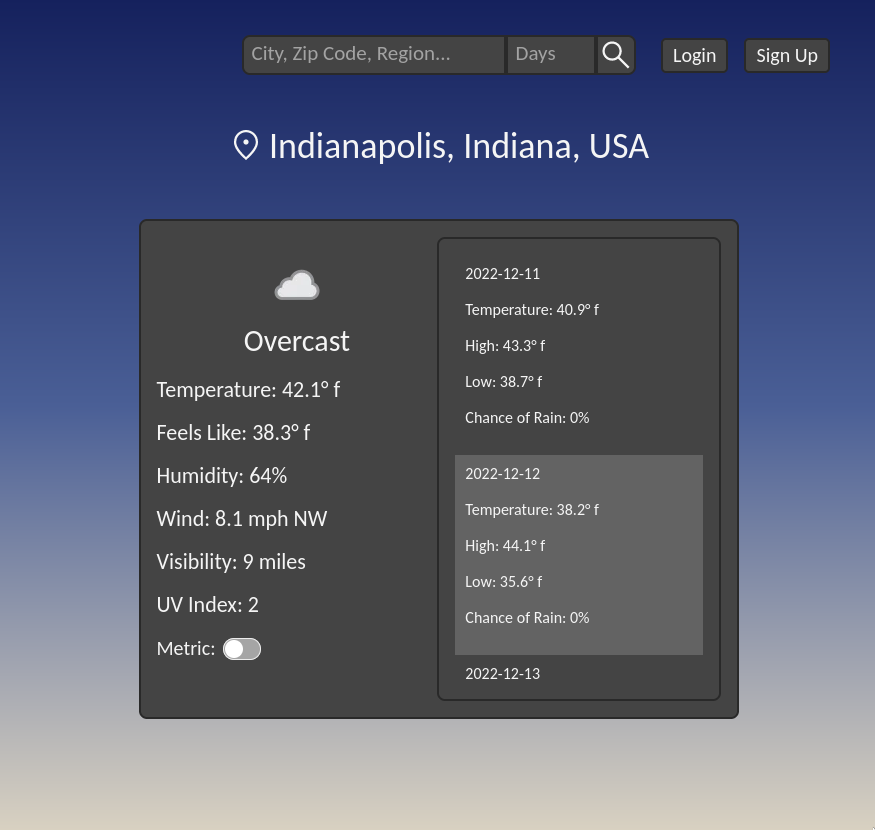 City, Zip Code, Region...
Days
Login
Sign Up
Indianapolis, Indiana, USA
Overcast
Temperature: 42.1° f
Feels Like: 38.3° f
Humidity: 64%
Wind: 8.1 mph NW
Visibility: 9 miles
UV Index: 2
Metric:
2022-12-11
Temperature: 40.9° f
High: 43.3° f
Low: 38.7° f
Chance of Rain: 0%
2022-12-12
Temperature: 38.2° f
High: 44.1° f
Low: 35.6° f
Chance of Rain: 0%
2022-12-13